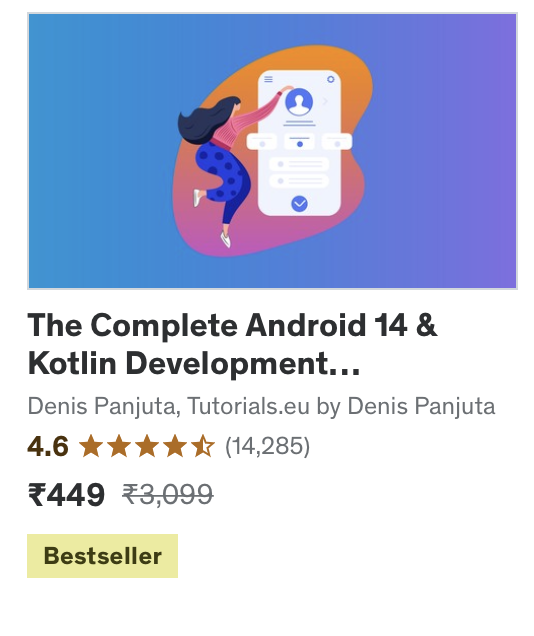 The Complete Android 14 &
Kotlin Development...
Denis Panjuta, Tutorials.eu by Denis Panjuta
4.6 (14,285)
₹449 ₹3,099
Bestseller